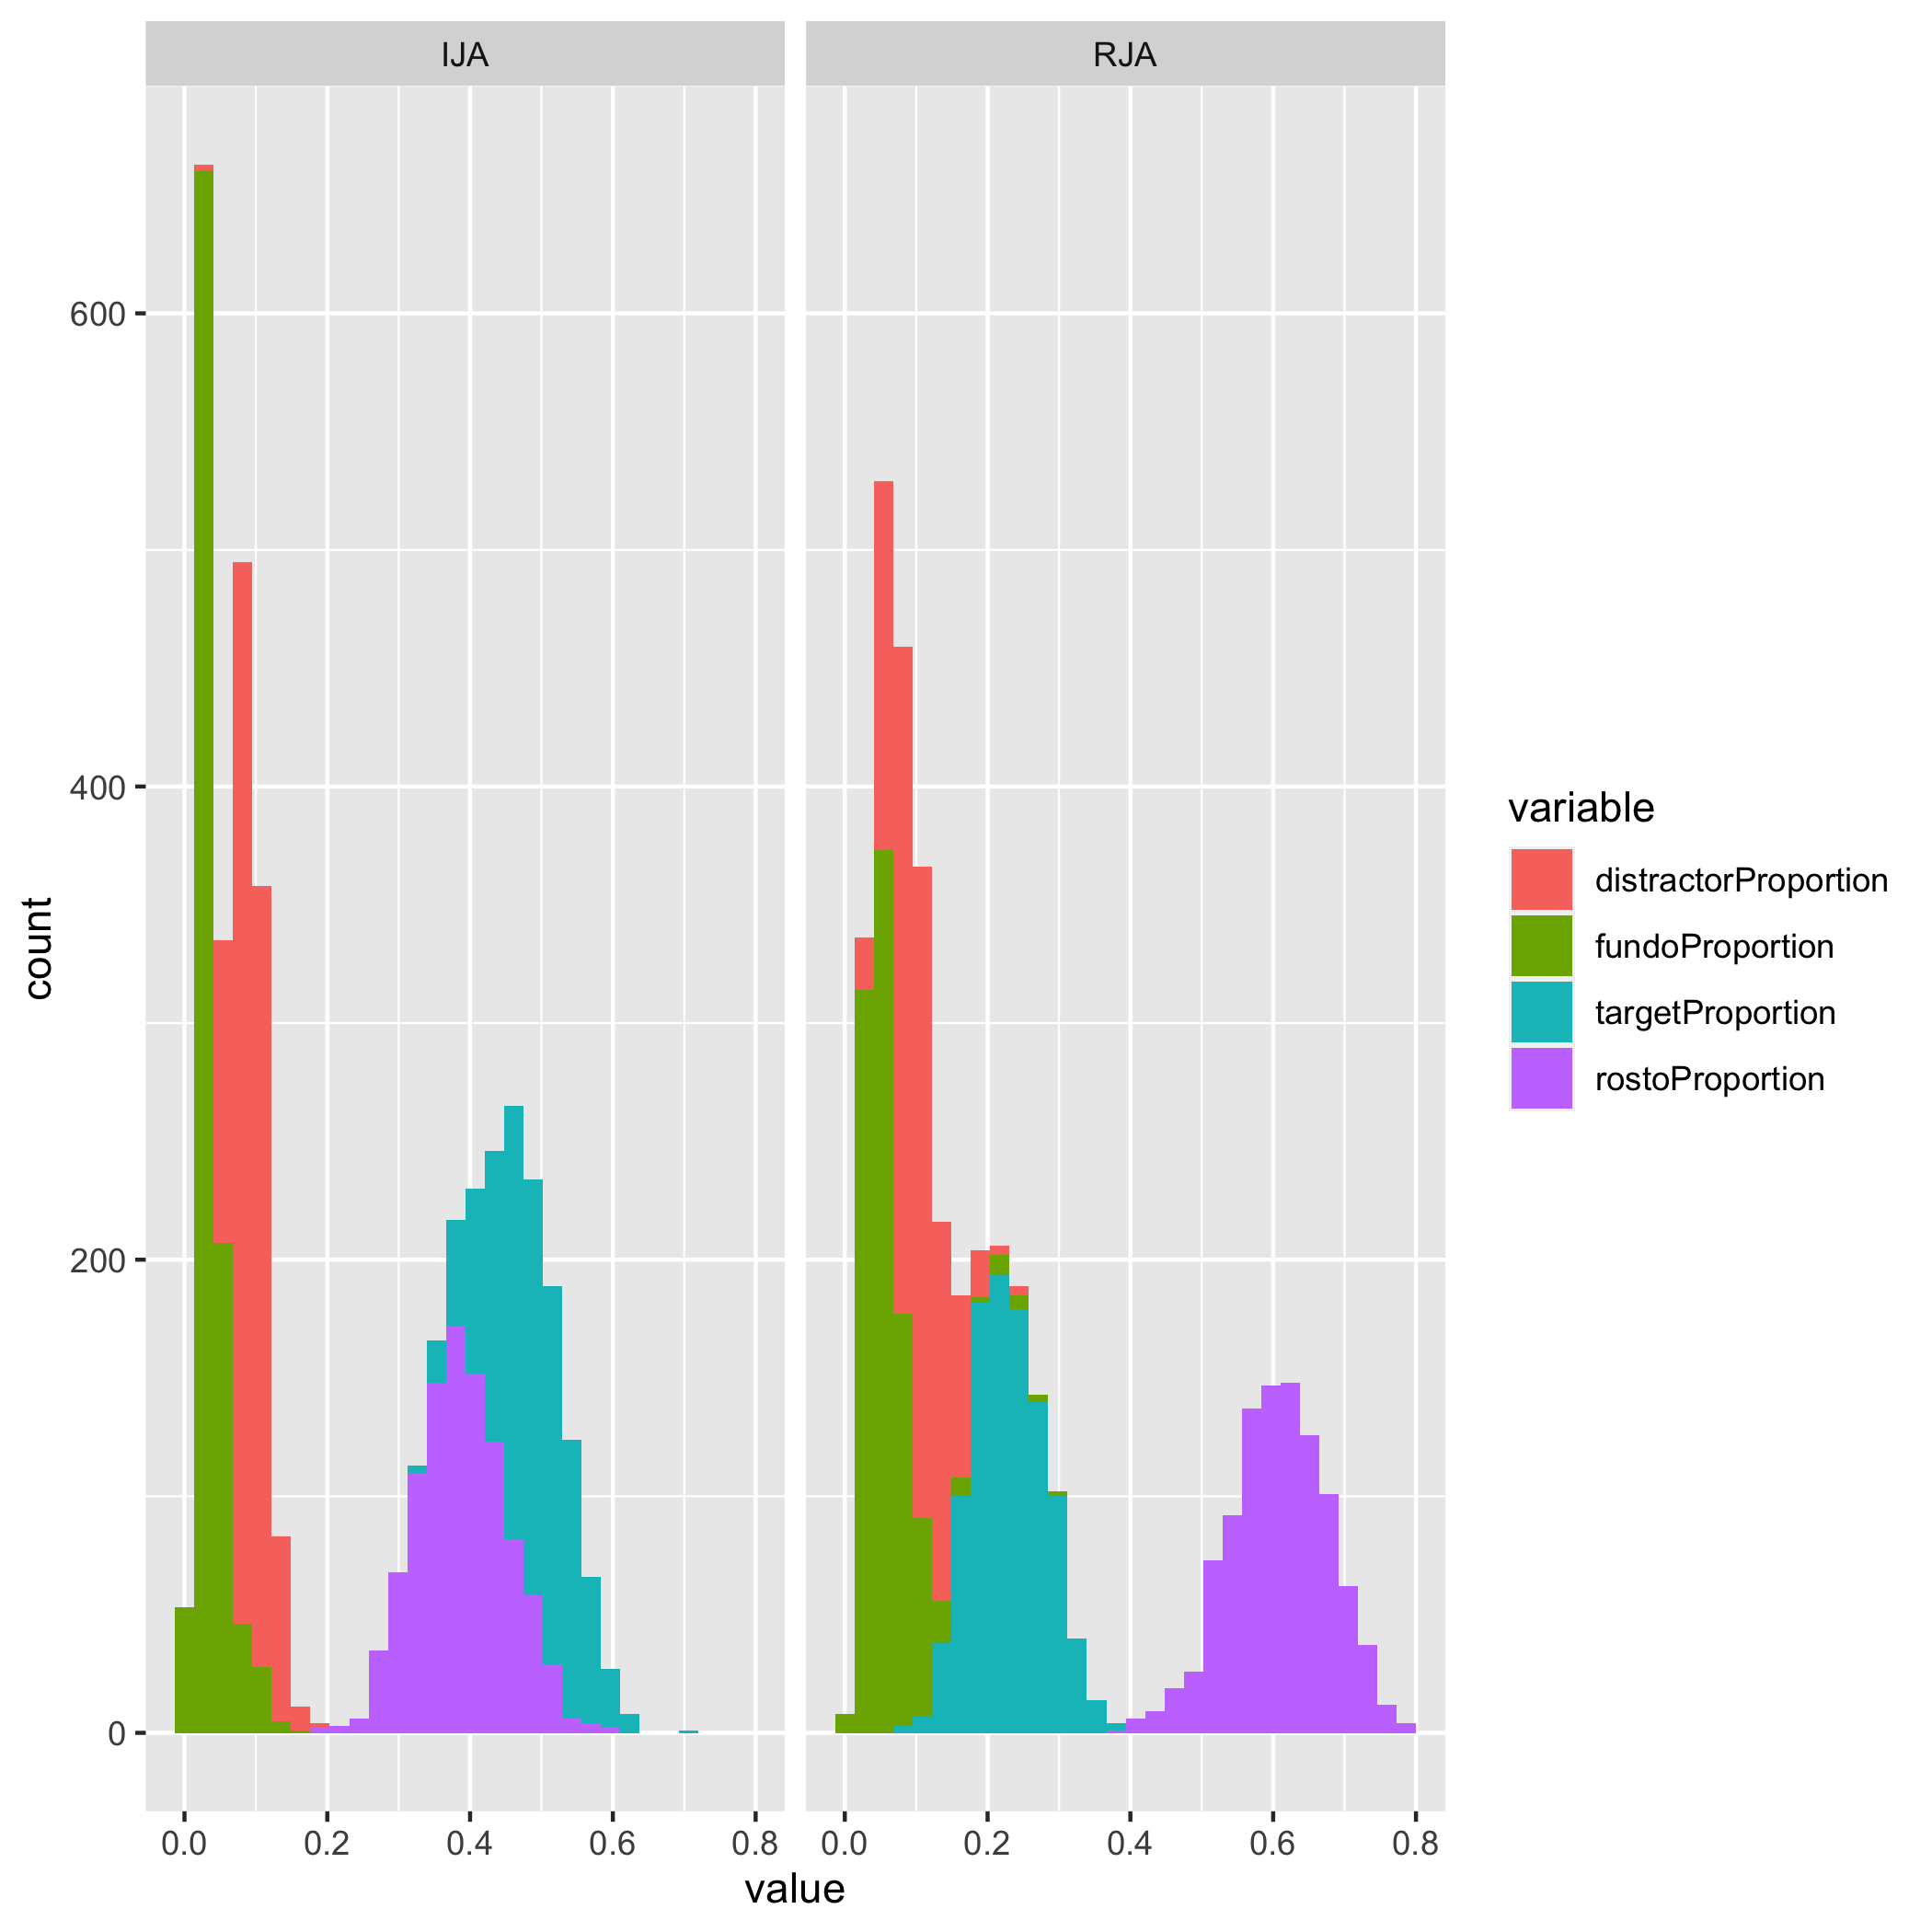 IJA
RJA
600
400
200
0
count
0.0 0.2 0.4 0.6 0.8
0.0 0.2 0.4 0.6 0.8
value
variable
distractorProportion
fundoProportion
targetProportion
rostoProportion